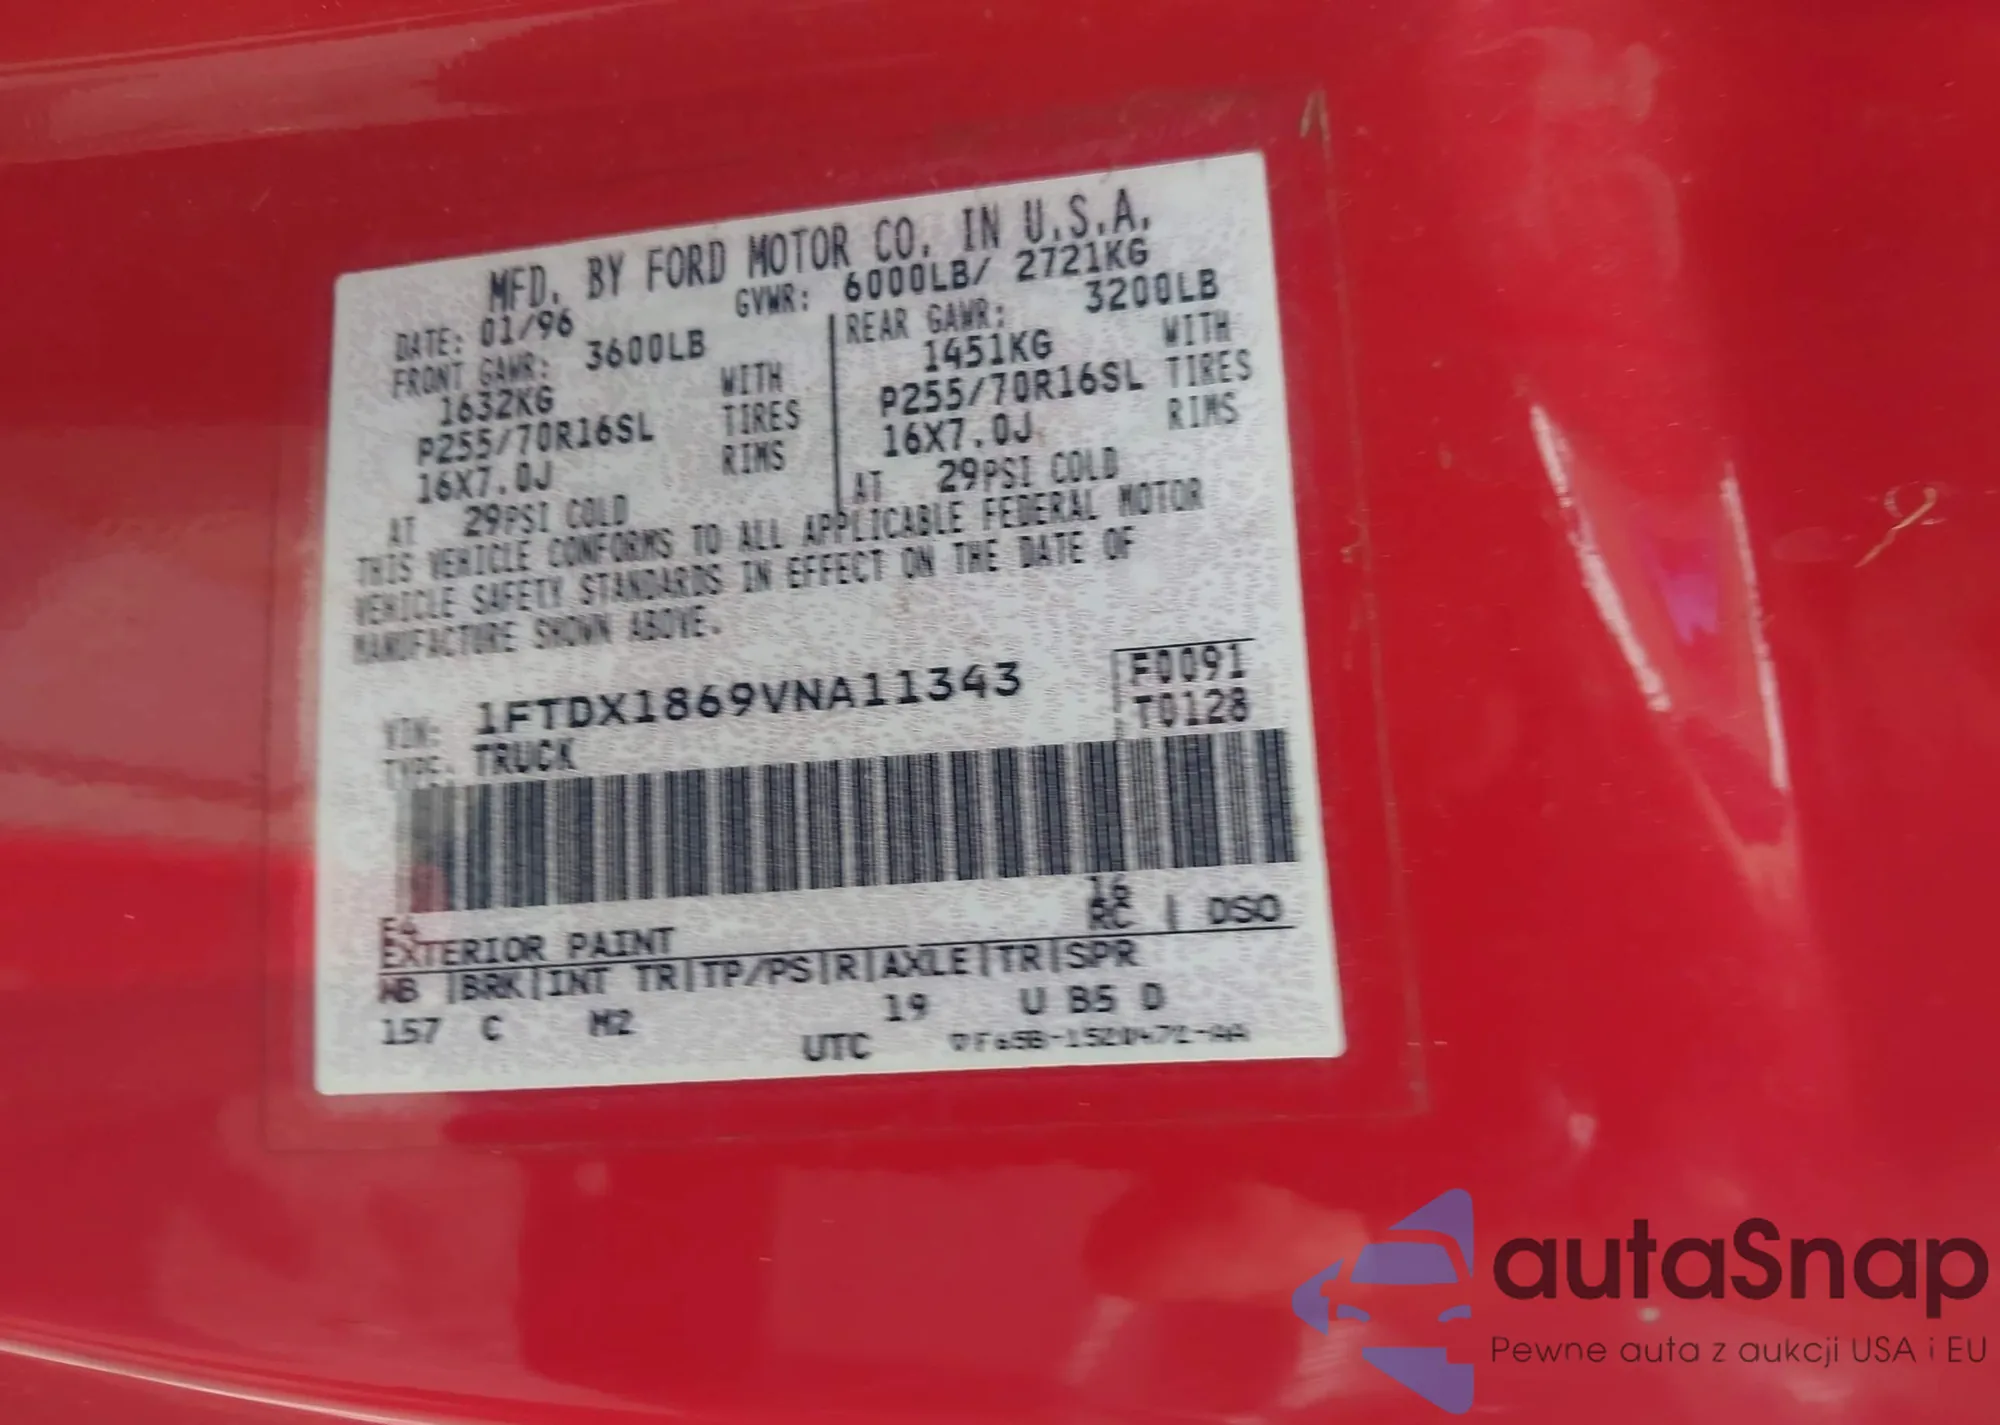 MFD. BY FORD MOTOR CO. IN U.S.A.
DATE: 01/96 GVWR: 6000LB/ 2721KG
FRONT GAWR: 3600LB
1632KG WITH
P255/70R16SL TIRES
16X7.0J RIMS
AT 29PSI COLD
REAR GAWR: 3200LB
1451KG WITH
P255/70R16SL TIRES
16X7.0J RIMS
AT 29PSI COLD
THIS VEHICLE CONFORMS TO ALL APPLICABLE FEDERAL MOTOR
VEHICLE SAFETY STANDARDS IN EFFECT ON THE DATE OF
MANUFACTURE SHOWN ABOVE.
VIN: 1FTDX1869VNA11343
TYPE: TRUCK
F0091
T0128
E4 16
EXTERIOR PAINT RC | DSO
WB |BRK|INT TR|TP/PS|R|AXLE|TR|SPR
157 C M2 19 U B5 D
UTC
autaSnap
Pewne auta z aukcji USA i EU